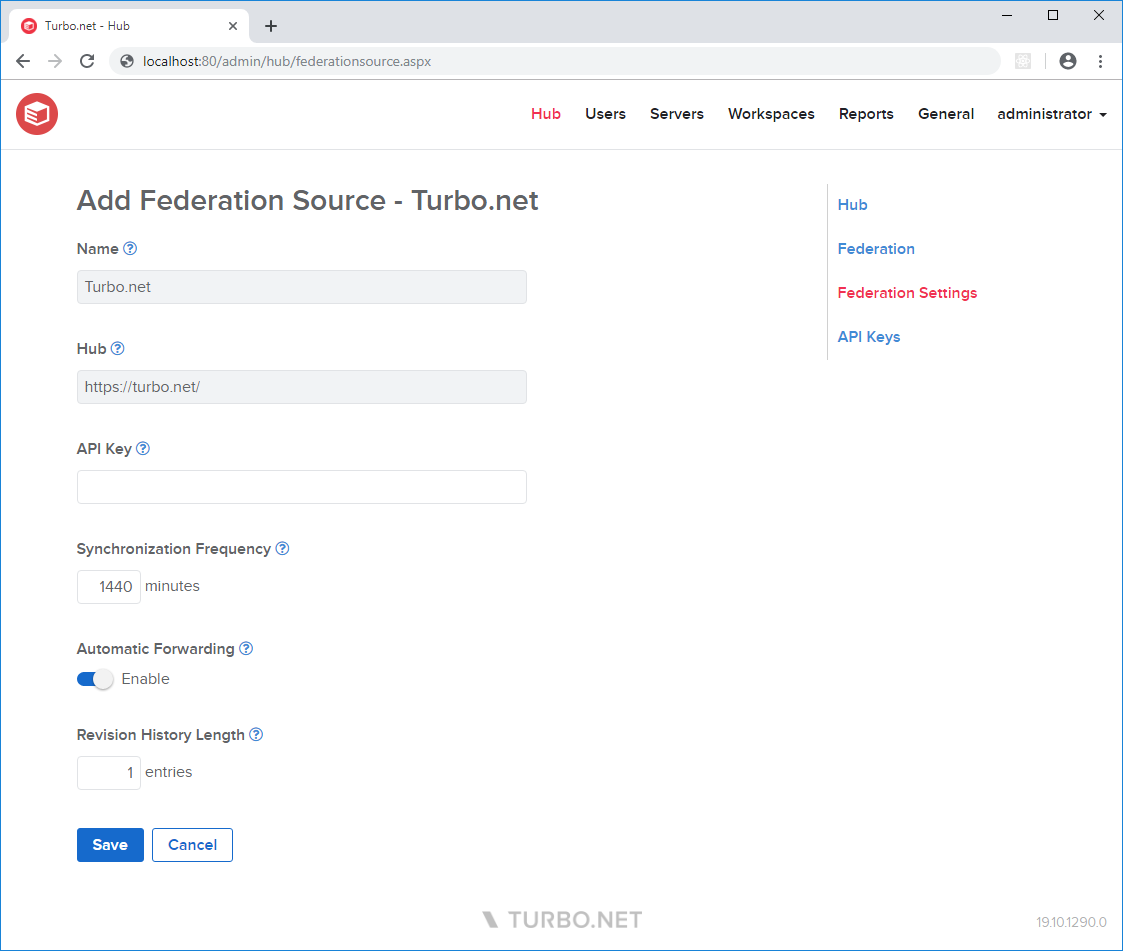 Turbo.net - Hub
localhost:80/admin/hub/federationsource.aspx
Hub Users Servers Workspaces Reports General administrator
Add Federation Source - Turbo.net
Name
Turbo.net
Hub
https://turbo.net/
API Key
Synchronization Frequency
1440 minutes
Automatic Forwarding
Enable
Revision History Length
1 entries
Save Cancel
Hub
Federation
Federation Settings
API Keys
TURBO.NET
19.10.1290.0